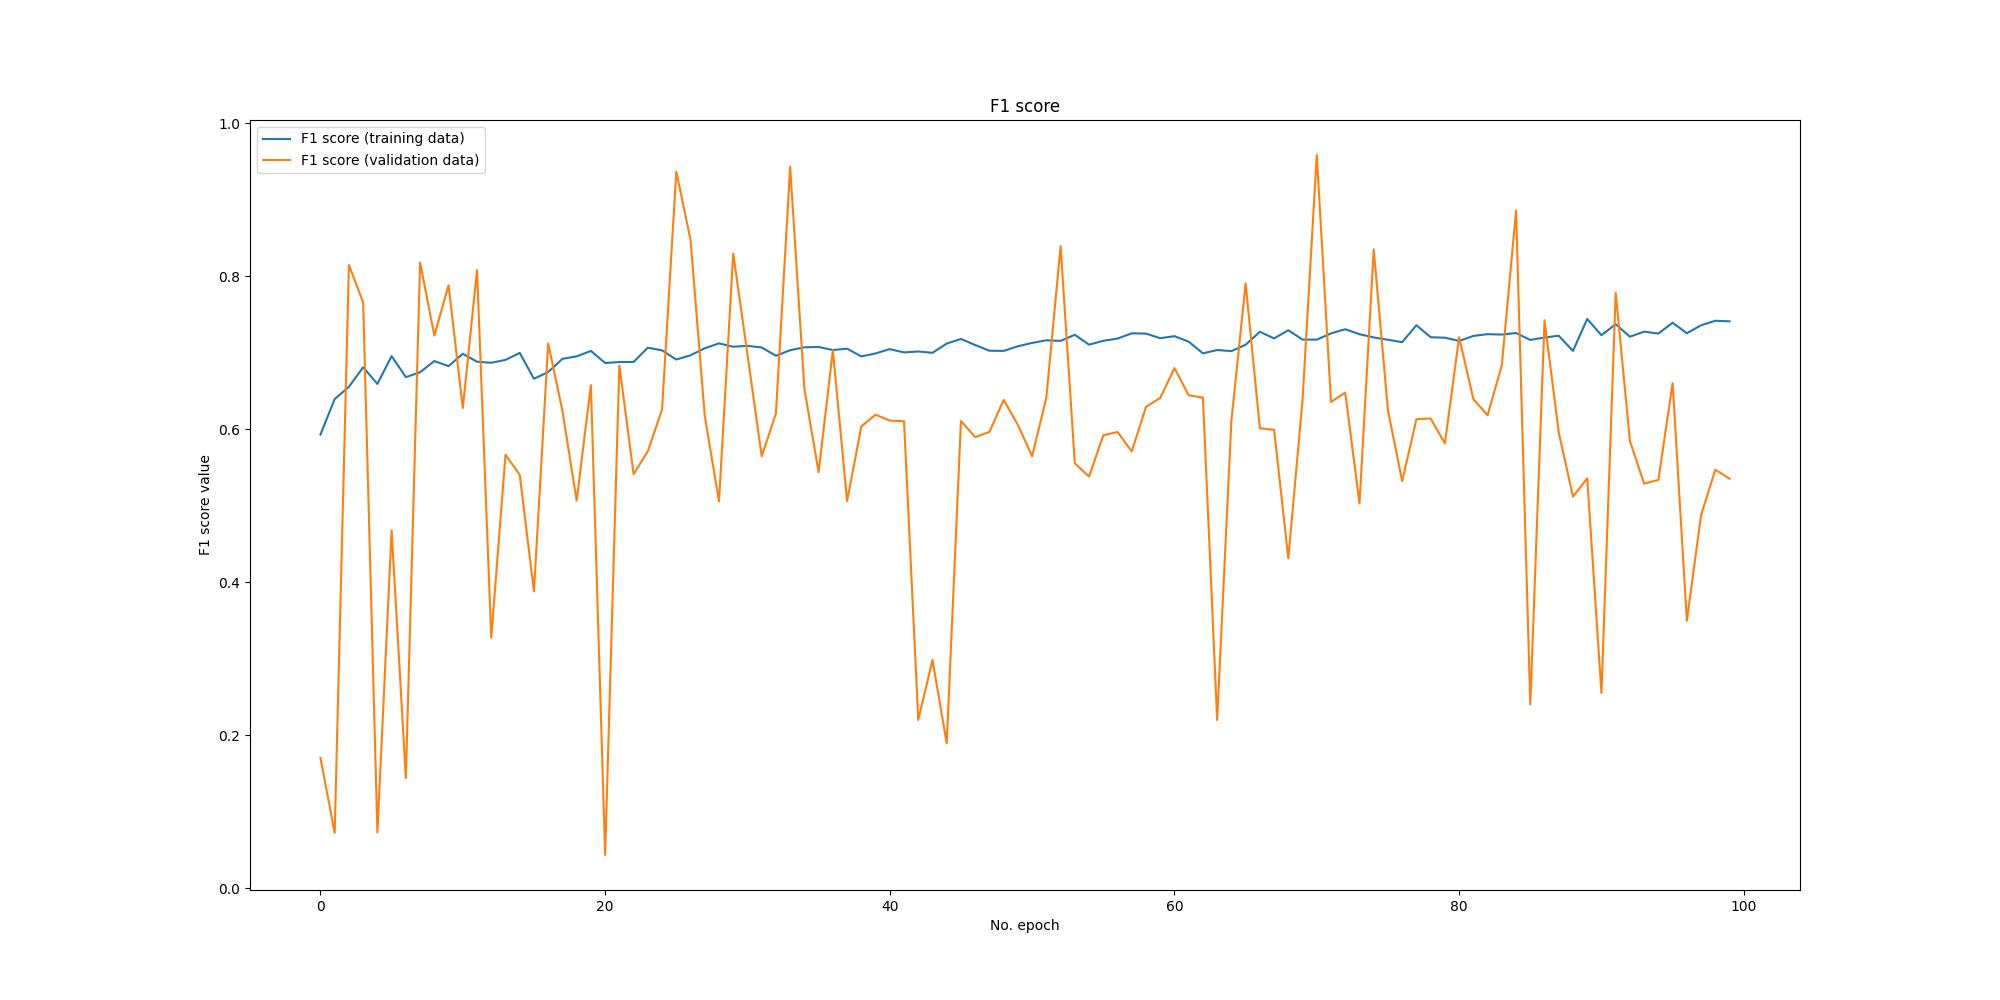 F1 score
F1 score (training data)
F1 score (validation data)
F1 score value
1.0
0.8
0.6
0.4
0.2
0.0
0 20 40 60 80 100
No. epoch